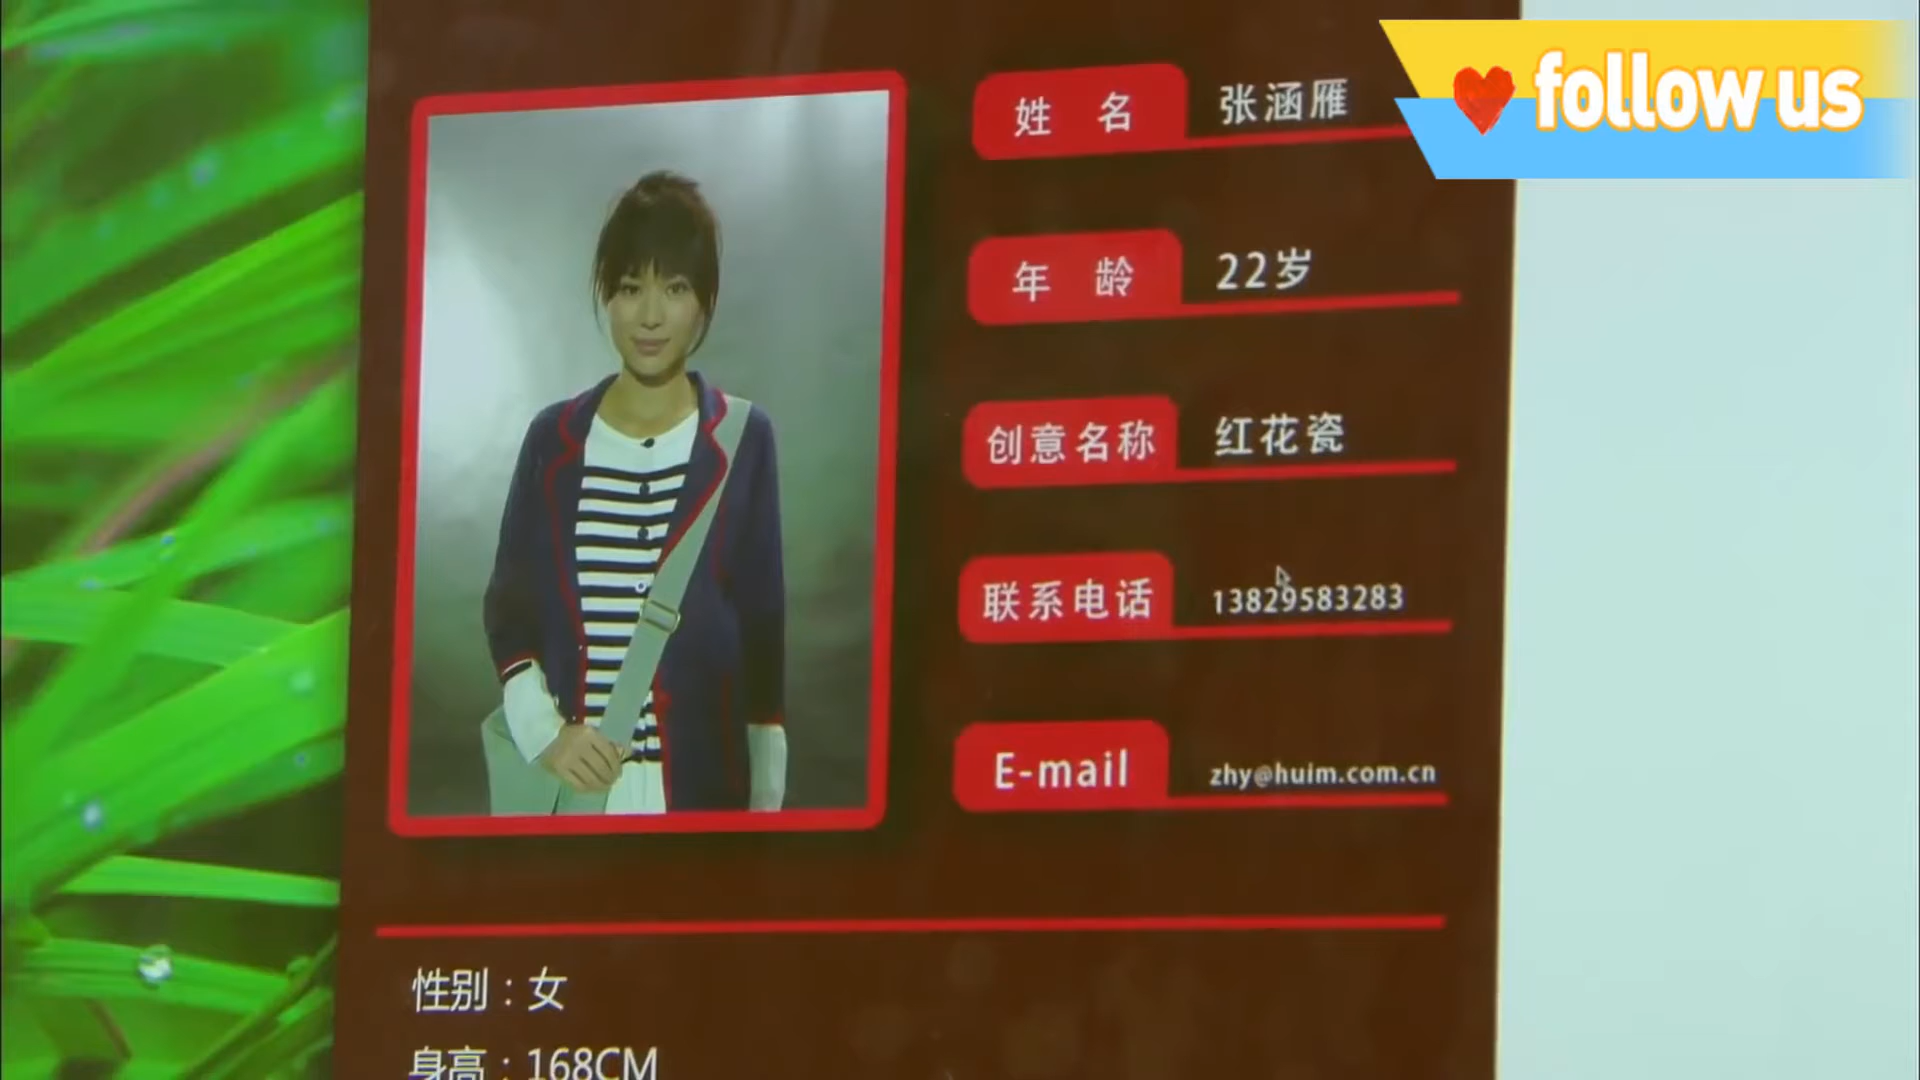 follow us
姓 名 张涵雁
年 龄 22岁
创意名称 红花瓷
联系电话 13829583283
E-mail zhy@huim.com.cn
性别：女
身高：168CM